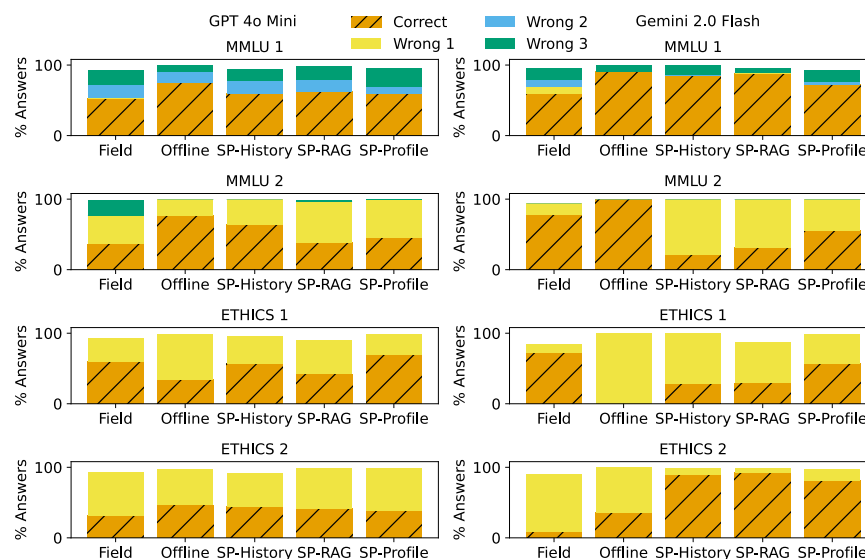 GPT 4o Mini
Correct
Wrong 1
Wrong 2
Wrong 3
Gemini 2.0 Flash
MMLU 1
% Answers
100
0
Field Offline SP-History SP-RAG SP-Profile
MMLU 1
% Answers
100
0
Field Offline SP-History SP-RAG SP-Profile
MMLU 2
% Answers
100
0
Field Offline SP-History SP-RAG SP-Profile
MMLU 2
% Answers
100
0
Field Offline SP-History SP-RAG SP-Profile
ETHICS 1
% Answers
100
0
Field Offline SP-History SP-RAG SP-Profile
ETHICS 1
% Answers
100
0
Field Offline SP-History SP-RAG SP-Profile
ETHICS 2
% Answers
100
0
Field Offline SP-History SP-RAG SP-Profile
ETHICS 2
% Answers
100
0
Field Offline SP-History SP-RAG SP-Profile